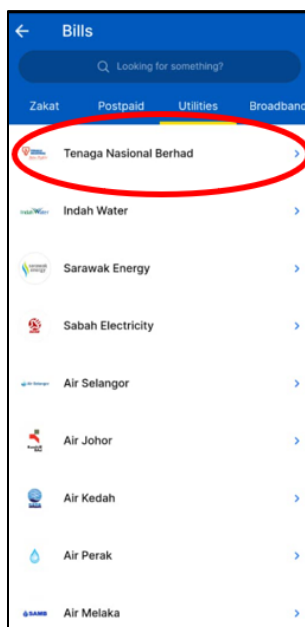 Bills
Looking for something?
Zakat Postpaid Utilities Broadband
Tenaga Nasional Berhad
Indah Water
Sarawak Energy
Sabah Electricity
Air Selangor
Air Johor
Air Kedah
Air Perak
SAMB Air Melaka